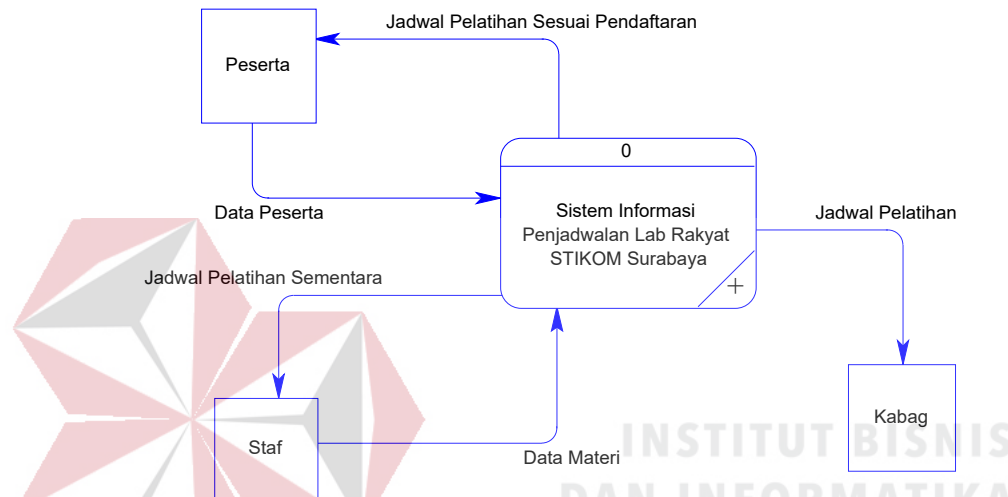 Jadwal Pelatihan Sesuai Pendaftaran
Peserta
0
Data Peserta
Sistem Informasi
Penjadwalan Lab Rakyat
STIKOM Surabaya
Jadwal Pelatihan
Jadwal Pelatihan Sementara
+
Kabag
Staf
Data Materi
INSTITUT BISNIS
DAN INFORMATIKA